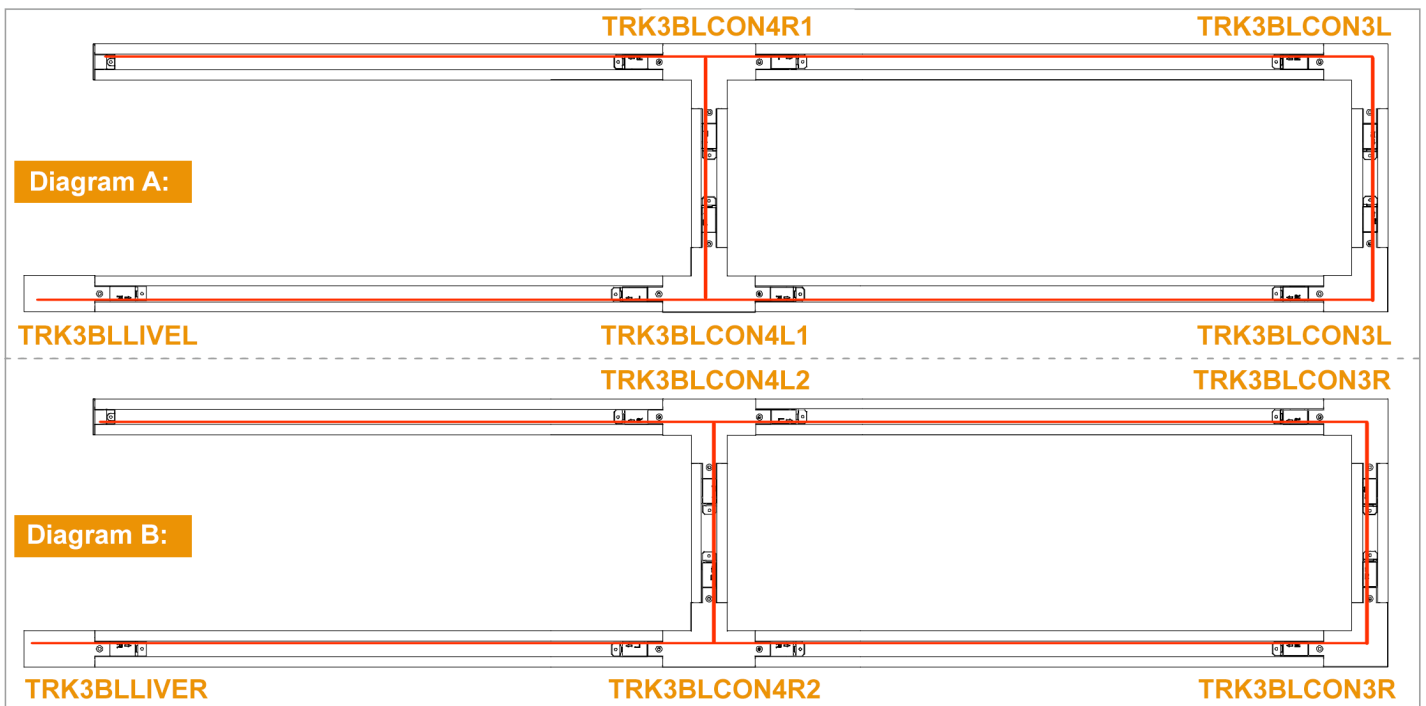 TRK3BLCON4R1 TRK3BLCON3L
Diagram A:
TRK3BLLIVEL TRK3BLCON4L1 TRK3BLCON3L
TRK3BLCON4L2 TRK3BLCON3R
Diagram B:
TRK3BLLIVER TRK3BLCON4R2 TRK3BLCON3R